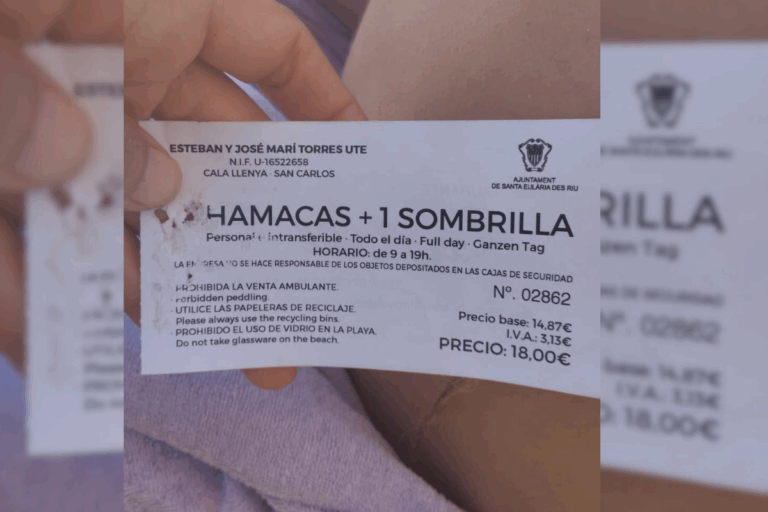 ESTEBAN Y JOSÉ MARÍ TORRES UTE
N.I.F. U-16522658
CALA LLENYA · SAN CARLOS
AJUNTAMENT
DE SANTA EULÀRIA DES RIU
HAMACAS + 1 SOMBRILLA
Personal · Intransferible · Todo el día · Full day · Ganzen Tag
HORARIO: de 9 a 19h.
LA EMPRESA NO SE HACE RESPONSABLE DE LOS OBJETOS DEPOSITADOS EN LAS CAJAS DE SEGURIDAD
Nº. 02862
· PROHIBIDA LA VENTA AMBULANTE.
Forbidden peddling.
· UTILICE LAS PAPELERAS DE RECICLAJE.
Please always use the recycling bins.
· PROHIBIDO EL USO DE VIDRIO EN LA PLAYA.
Do not take glassware on the beach.
Precio base: 14,87€
I.V.A.: 3,13€
PRECIO: 18,00€